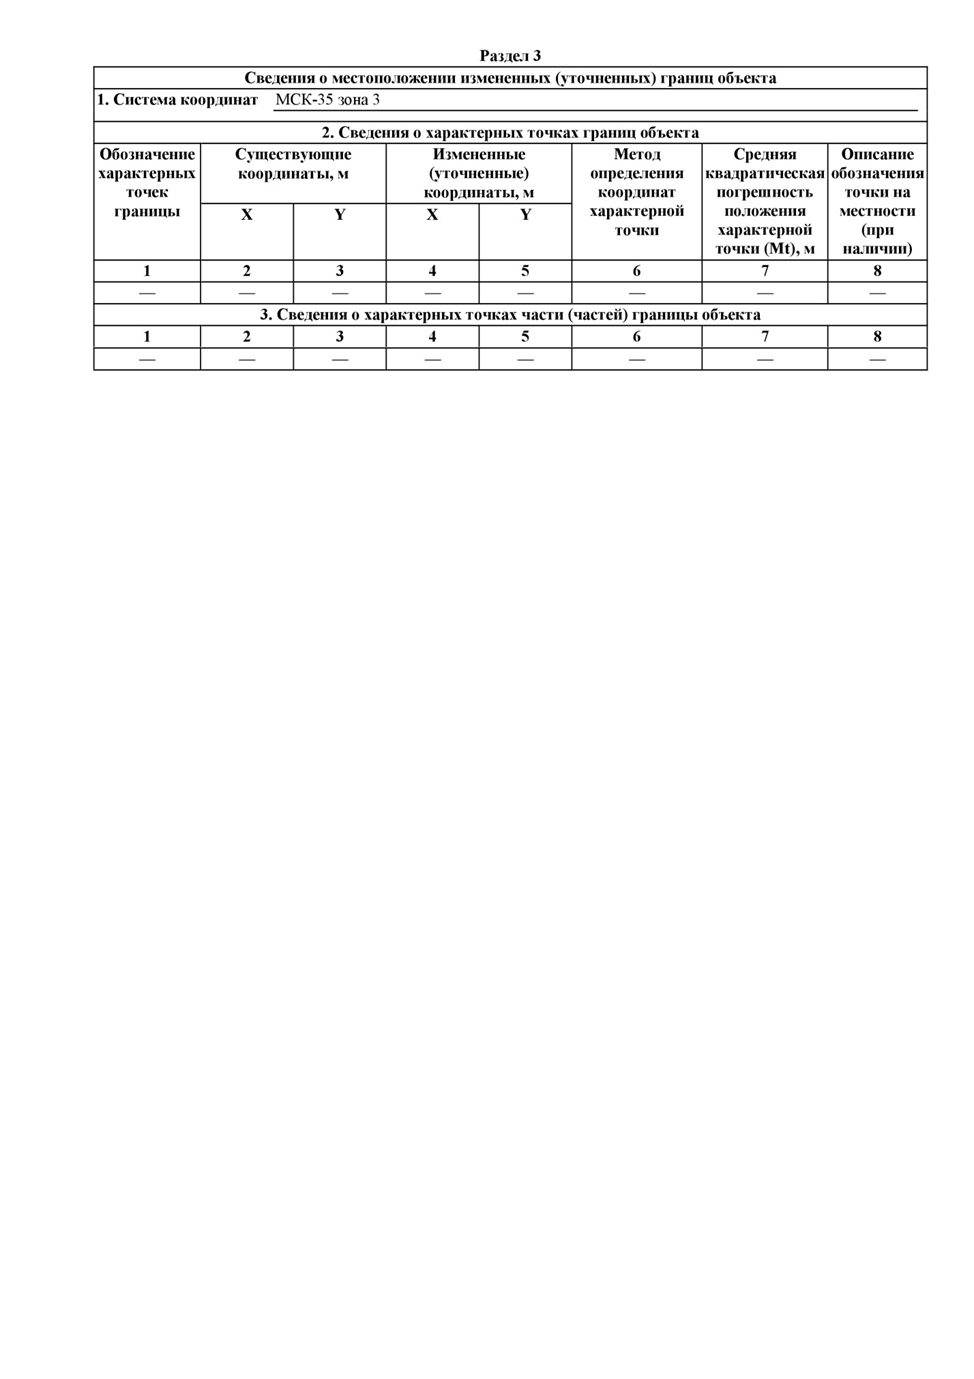 Раздел 3
Сведения о местоположении измененных (уточненных) границ объекта
1. Система координат МСК-35 зона 3
2. Сведения о характерных точках границ объекта
Обозначение характерных точек границы
Существующие координаты, м
Измененные (уточненные) координаты, м
Метод определения координат характерной точки
Средняя квадратическая погрешность положения характерной точки (Mt), м
Описание обозначения точки на местности (при наличии)
X Y X Y
1 2 3 4 5 6 7 8
— — — — — — — —
3. Сведения о характерных точках части (частей) границы объекта
1 2 3 4 5 6 7 8
— — — — — — — —